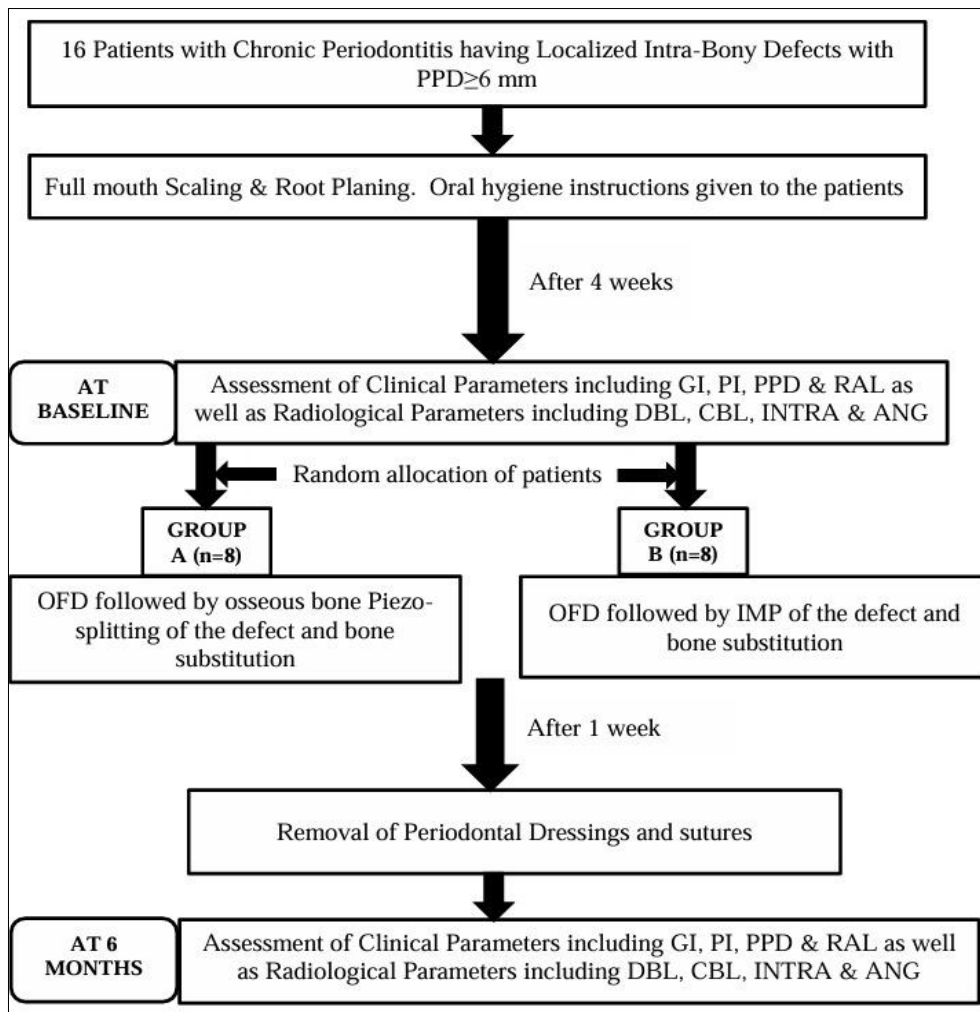 16 Patients with Chronic Periodontitis having Localized Intra-Bony Defects with
PPD≥6 mm
Full mouth Scaling & Root Planing. Oral hygiene instructions given to the patients
After 4 weeks
AT
BASELINE
Assessment of Clinical Parameters including GI, PI, PPD & RAL as
well as Radiological Parameters including DBL, CBL, INTRA & ANG
Random allocation of patients
GROUP
A (n=8)
GROUP
B (n=8)
OFD followed by osseous bone Piezo-
splitting of the defect and bone
substitution
OFD followed by IMP of the defect and
bone substitution
After 1 week
Removal of Periodontal Dressings and sutures
AT 6
MONTHS
Assessment of Clinical Parameters including GI, PI, PPD & RAL as well
as Radiological Parameters including DBL, CBL, INTRA & ANG